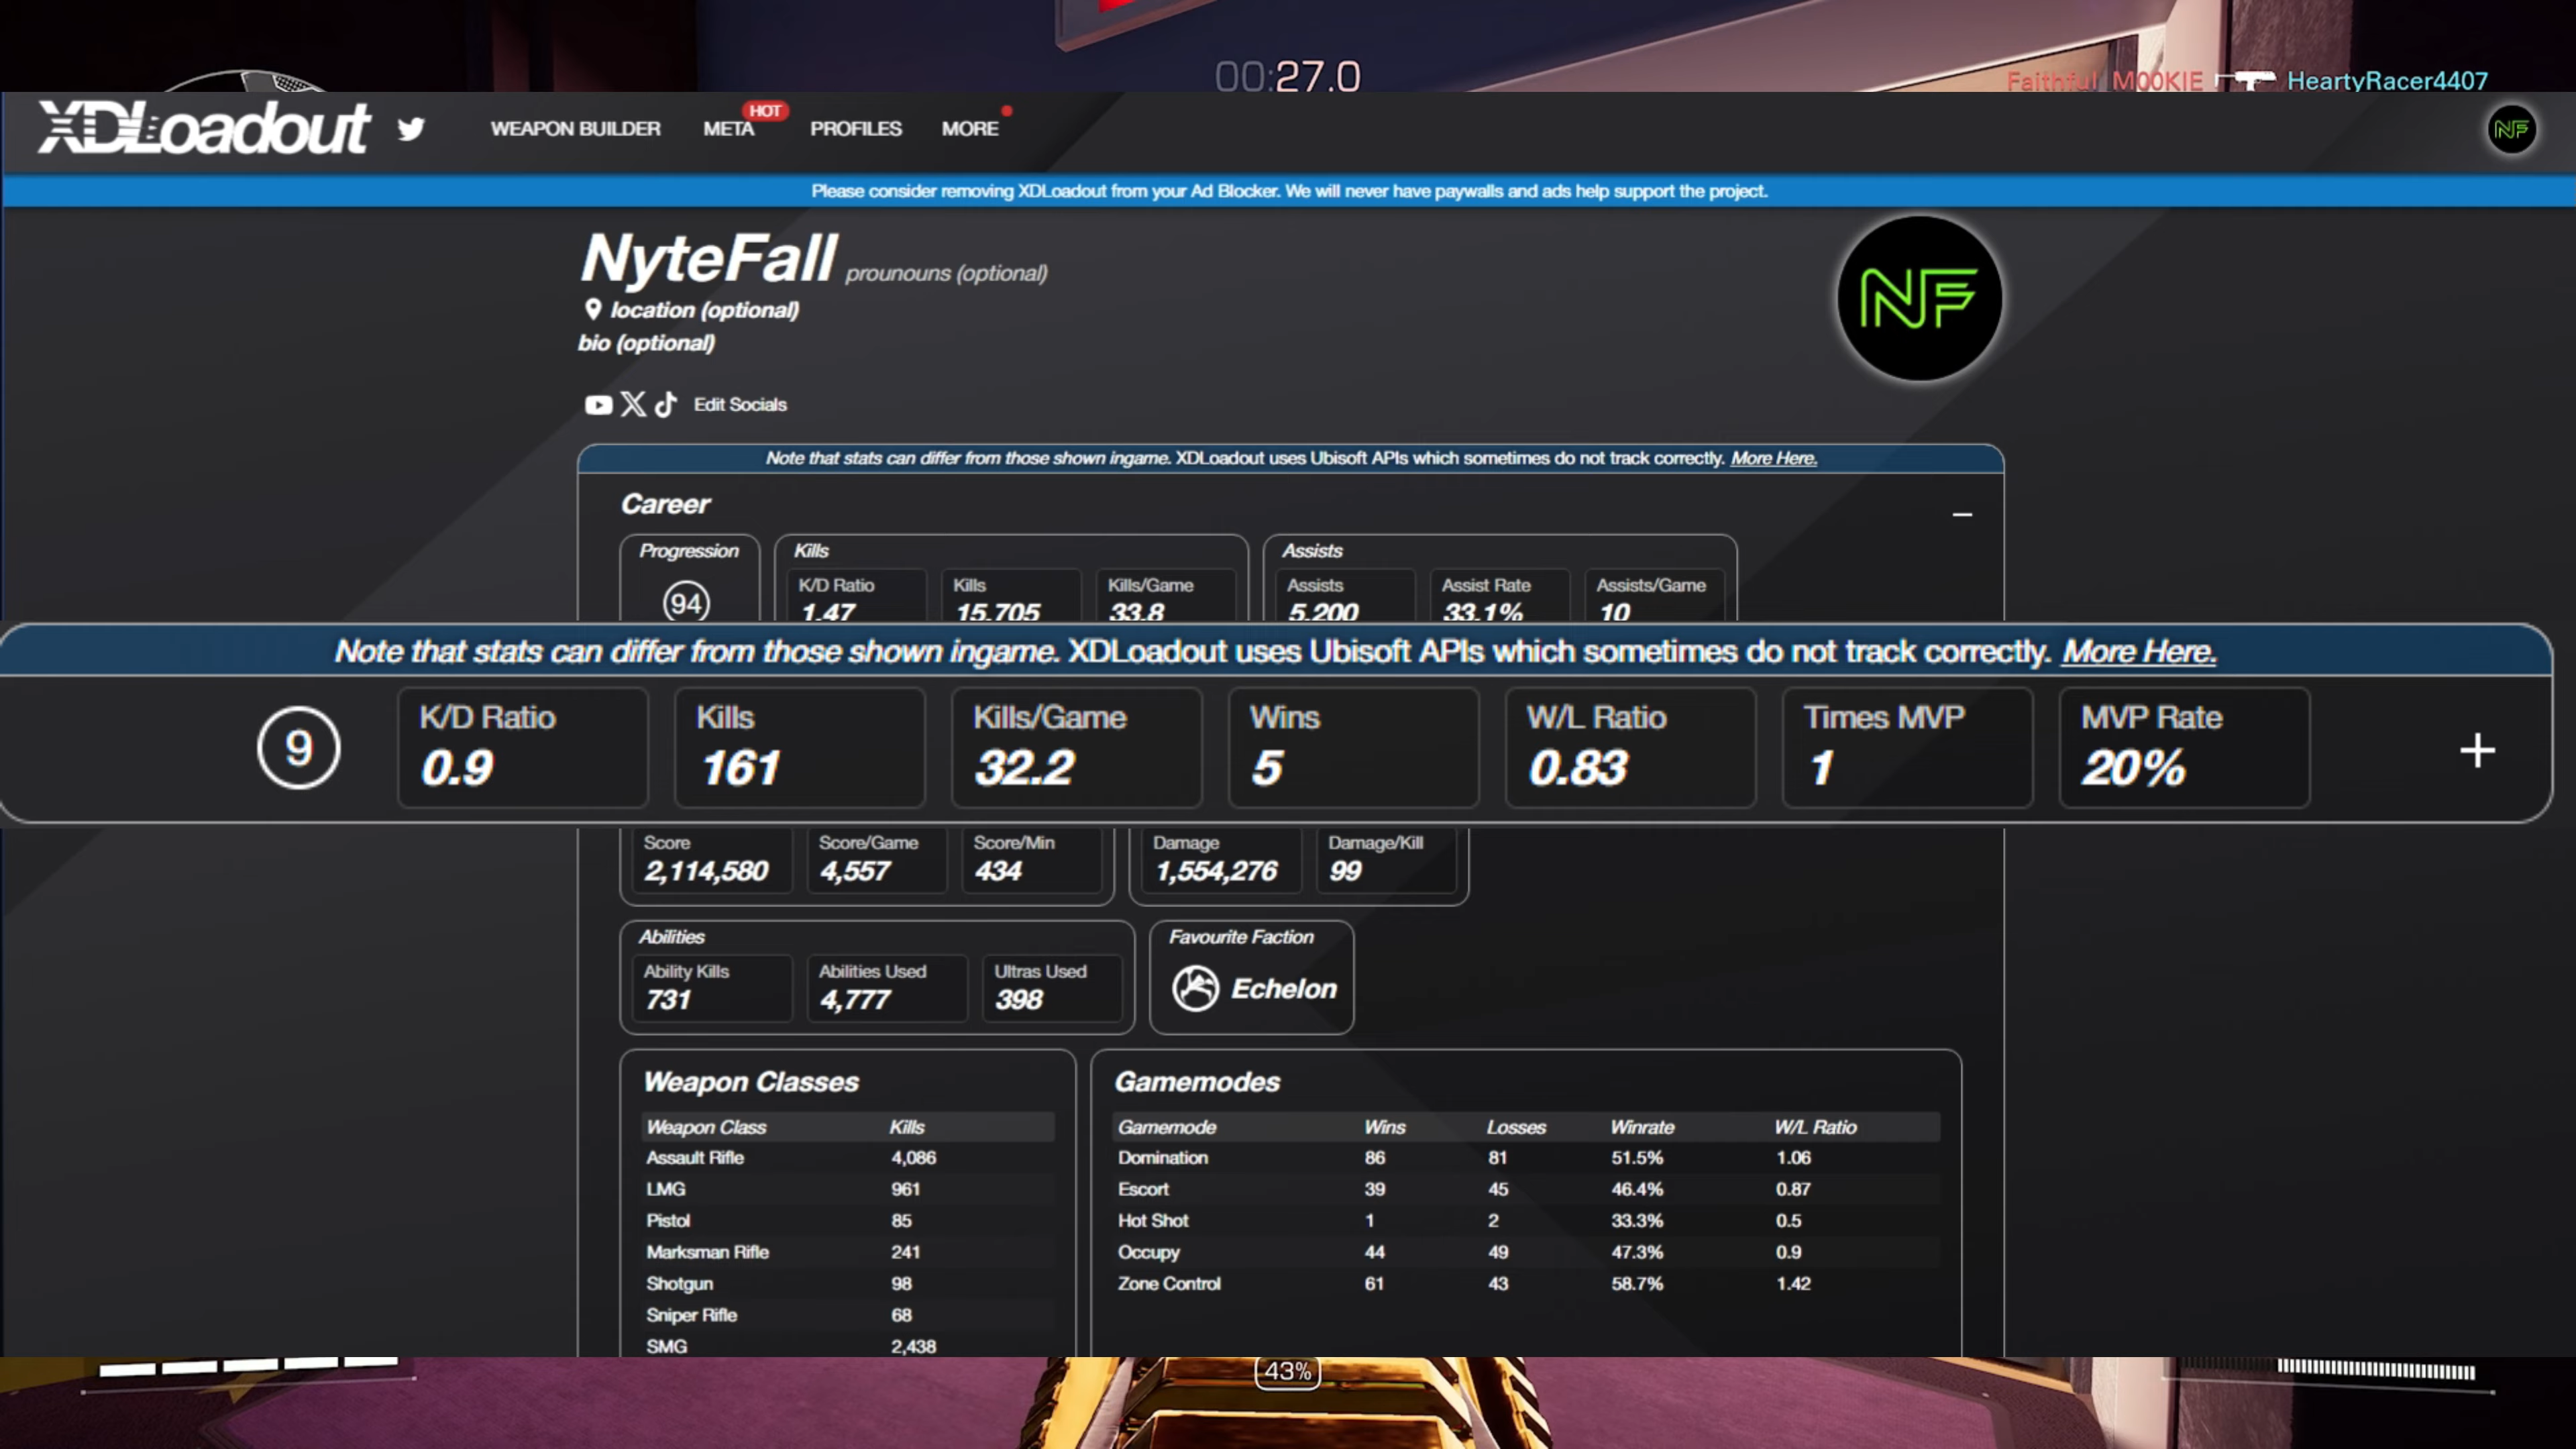 00:27.0
Faithful_M00KIE HeartyRacer4407
XDLoadout
WEAPON BUILDER META HOT PROFILES MORE
NF
Please consider removing XDLoadout from your Ad Blocker. We will never have paywalls and ads help support the project.
NyteFall prounouns (optional)
location (optional)
bio (optional)
NF
Edit Socials
Note that stats can differ from those shown ingame. XDLoadout uses Ubisoft APIs which sometimes do not track correctly. More Here.
Career
Progression Kills Assists
K/D Ratio Kills Kills/Game Assists Assist Rate Assists/Game
94 1.47 15,705 33.8 5,200 33.1% 10
Note that stats can differ from those shown ingame. XDLoadout uses Ubisoft APIs which sometimes do not track correctly. More Here.
K/D Ratio Kills Kills/Game Wins W/L Ratio Times MVP MVP Rate
9 0.9 161 32.2 5 0.83 1 20% +
Score Score/Game Score/Min Damage Damage/Kill
2,114,580 4,557 434 1,554,276 99
Abilities Favourite Faction
Ability Kills Abilities Used Ultras Used
731 4,777 398 Echelon
Weapon Classes Gamemodes
Weapon Class Kills Gamemode Wins Losses Winrate W/L Ratio
Assault Rifle 4,086 Domination 86 81 51.5% 1.06
LMG 961 Escort 39 45 46.4% 0.87
Pistol 85 Hot Shot 1 2 33.3% 0.5
Marksman Rifle 241 Occupy 44 49 47.3% 0.9
Shotgun 98 Zone Control 61 43 58.7% 1.42
Sniper Rifle 68
SMG 2,438
43%